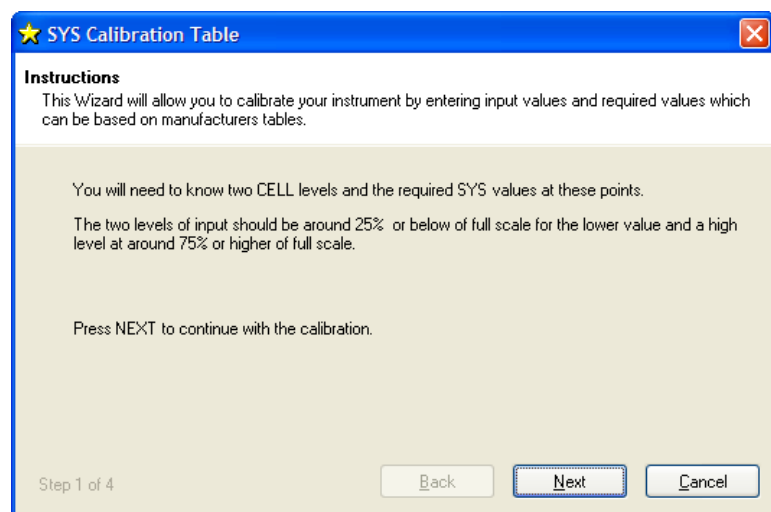 SYS Calibration Table
Instructions
This Wizard will allow you to calibrate your instrument by entering input values and required values which
can be based on manufacturers tables.
You will need to know two CELL levels and the required SYS values at these points.
The two levels of input should be around 25%  or below of full scale for the lower value and a high
level at around 75% or higher of full scale.
Press NEXT to continue with the calibration.
Step 1 of 4
Back
Next
Cancel